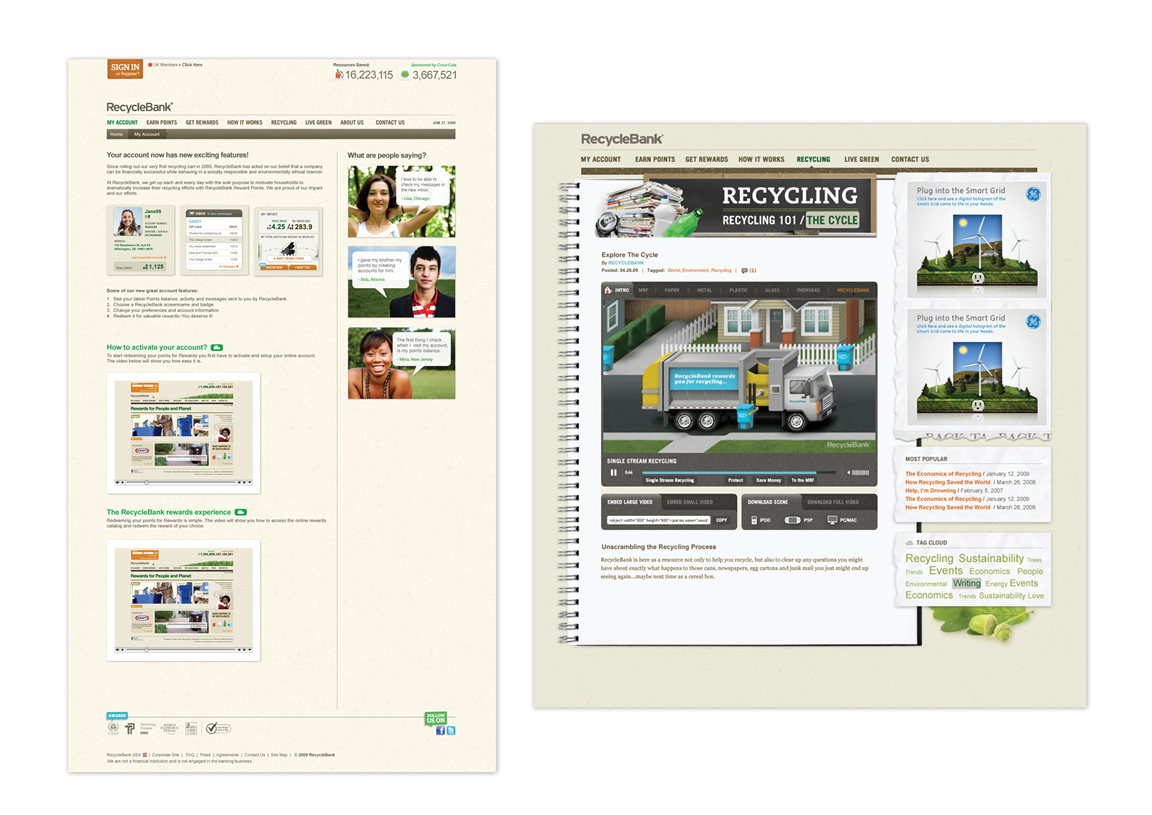 SIGN IN
or Register?
UK Members • Click Here
Resources Saved:
Sponsored by Coca-Cola
16,223,115
3,667,521
RecycleBank
MY ACCOUNT EARN POINTS GET REWARDS HOW IT WORKS RECYCLING LIVE GREEN ABOUT US CONTACT US
Home My Account
Your account now has new exciting features!
Since rolling out our very first recycling cart in 2005, RecycleBank has acted on our belief that a company
can be financially successful while behaving in a socially responsible and environmentally ethical manner.
At RecycleBank, we get up each and every day with the sole purpose to motivate households to
dramatically increase their recycling efforts with RecycleBank Reward Points. We are proud of our impact
and our efforts.
Jane55
11,125
MY IMPACT
4.25
283.9
Some of our new great account features:
1. See your latest Points balance, activity and messages sent to you by RecycleBank.
2. Choose a RecycleBank screenname and badge
3. Change your preferences and account information
4. Redeem it for valuable rewards-You deserve it!
How to activate your account?
To start redeeming your points for Rewards you first have to activate and setup your online account.
The video below will show you how easy it is.
Rewards for People and Planet
The RecycleBank rewards experience
Redeeming your points for Rewards is simple. The video will show you how to access the online rewards
catalog and redeem the reward of your choice.
Rewards for People and Planet
What are people saying?
I love to be able to
check my messages in
the new inbox
- Lisa, Chicago
I gave my brother
my points by creating
accounts for him.
- Bob, Arizona
The first thing I check
when I visit my account,
is my points balance.
- Mina, New Jersey
AWARDS
FOLLOW
US ON
RecycleBank USA | Corporate Site | FAQ | Press | Agreements | Contact Us | Site Map | © 2009 RecycleBank
We are not a financial institution and is not engaged in the banking business.
RecycleBank
MY ACCOUNT EARN POINTS GET REWARDS HOW IT WORKS RECYCLING LIVE GREEN CONTACT US
RECYCLING
RECYCLING 101 / THE CYCLE
Explore The Cycle
By RECYCLEBANK
Posted: 04.26.09 | Tagged: World, Environment, Recycling | (1)
INTRO MRF PAPER METAL PLASTIC GLASS OVERSEAS RECYCLEBANK
RecycleBank rewards
you for recycling...
RecycleBank
SINGLE STREAM RECYCLING
0:44
Single Stream Recycling Protect Save Money To the MRF
EMBED LARGE VIDEO EMBED SMALL VIDEO
COPY
DOWNLOAD SCENE DOWNLOAD FULL VIDEO
IPOD PSP PC/MAC
Unscrambling the Recycling Process
RecycleBank is here as a resource not only to help you recycle, but also to clear up any questions you might
have about exactly what happens to those cans, newspapers, egg cartons and junk mail you just might end up
seeing again...maybe next time as a cereal box.
Plug into the Smart Grid
Click here and see a digital hologram of the
Smart Grid come to life in your hands.
Plug into the Smart Grid
Click here and see a digital hologram of the
Smart Grid come to life in your hands.
MOST POPULAR
The Economics of Recycling / January 12, 2009
How Recycling Saved the World / March 26, 2008
Help, I'm Drowning / February 5, 2007
The Economics of Recycling / January 12, 2009
How Recycling Saved the World / March 26, 2008
TAG CLOUD
Recycling Sustainability Trees
Trends Events Economics People
Environmental Writing Energy Events
Economics Trends Sustainability Love